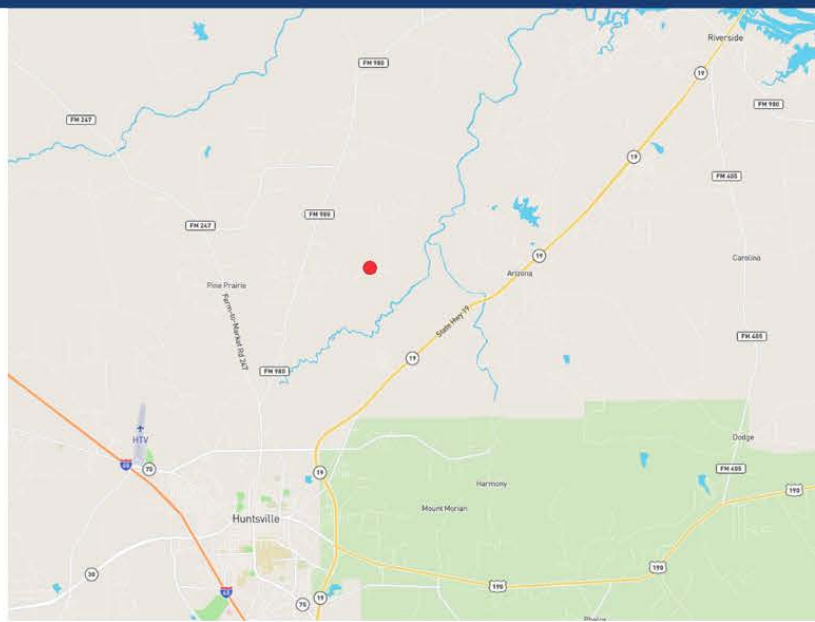 Riverside
FM 980
19
FM 980
FM 247
19
FM 405
FM 980
FM 247
19
Carolina
Arizona
Pine Prairie
Farm-to-Market Rd 247
State Hwy 19
FM 405
19
FM 980
HTV
Dodge
45
75
19
FM 405
Harmony
190
Mount Morian
Huntsville
190
30
190
45
75
19
Phelps